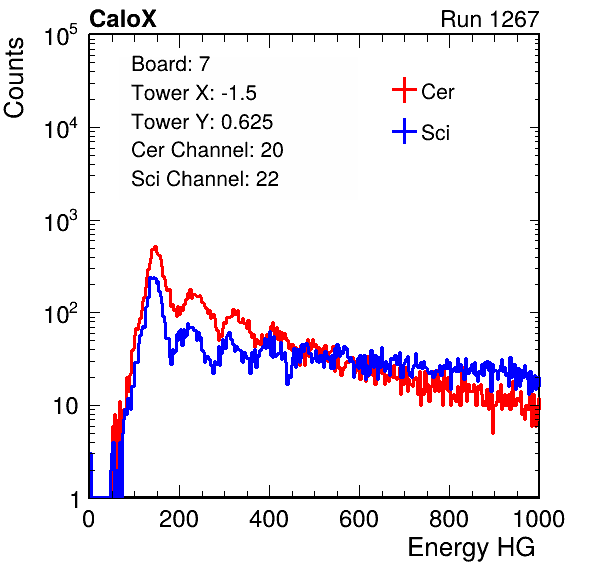 CaloX Run 1267
Counts
10^5
10^4
10^3
10^2
10
1
Board: 7
Tower X: -1.5
Tower Y: 0.625
Cer Channel: 20
Sci Channel: 22
Cer
Sci
0 200 400 600 800 1000
Energy HG